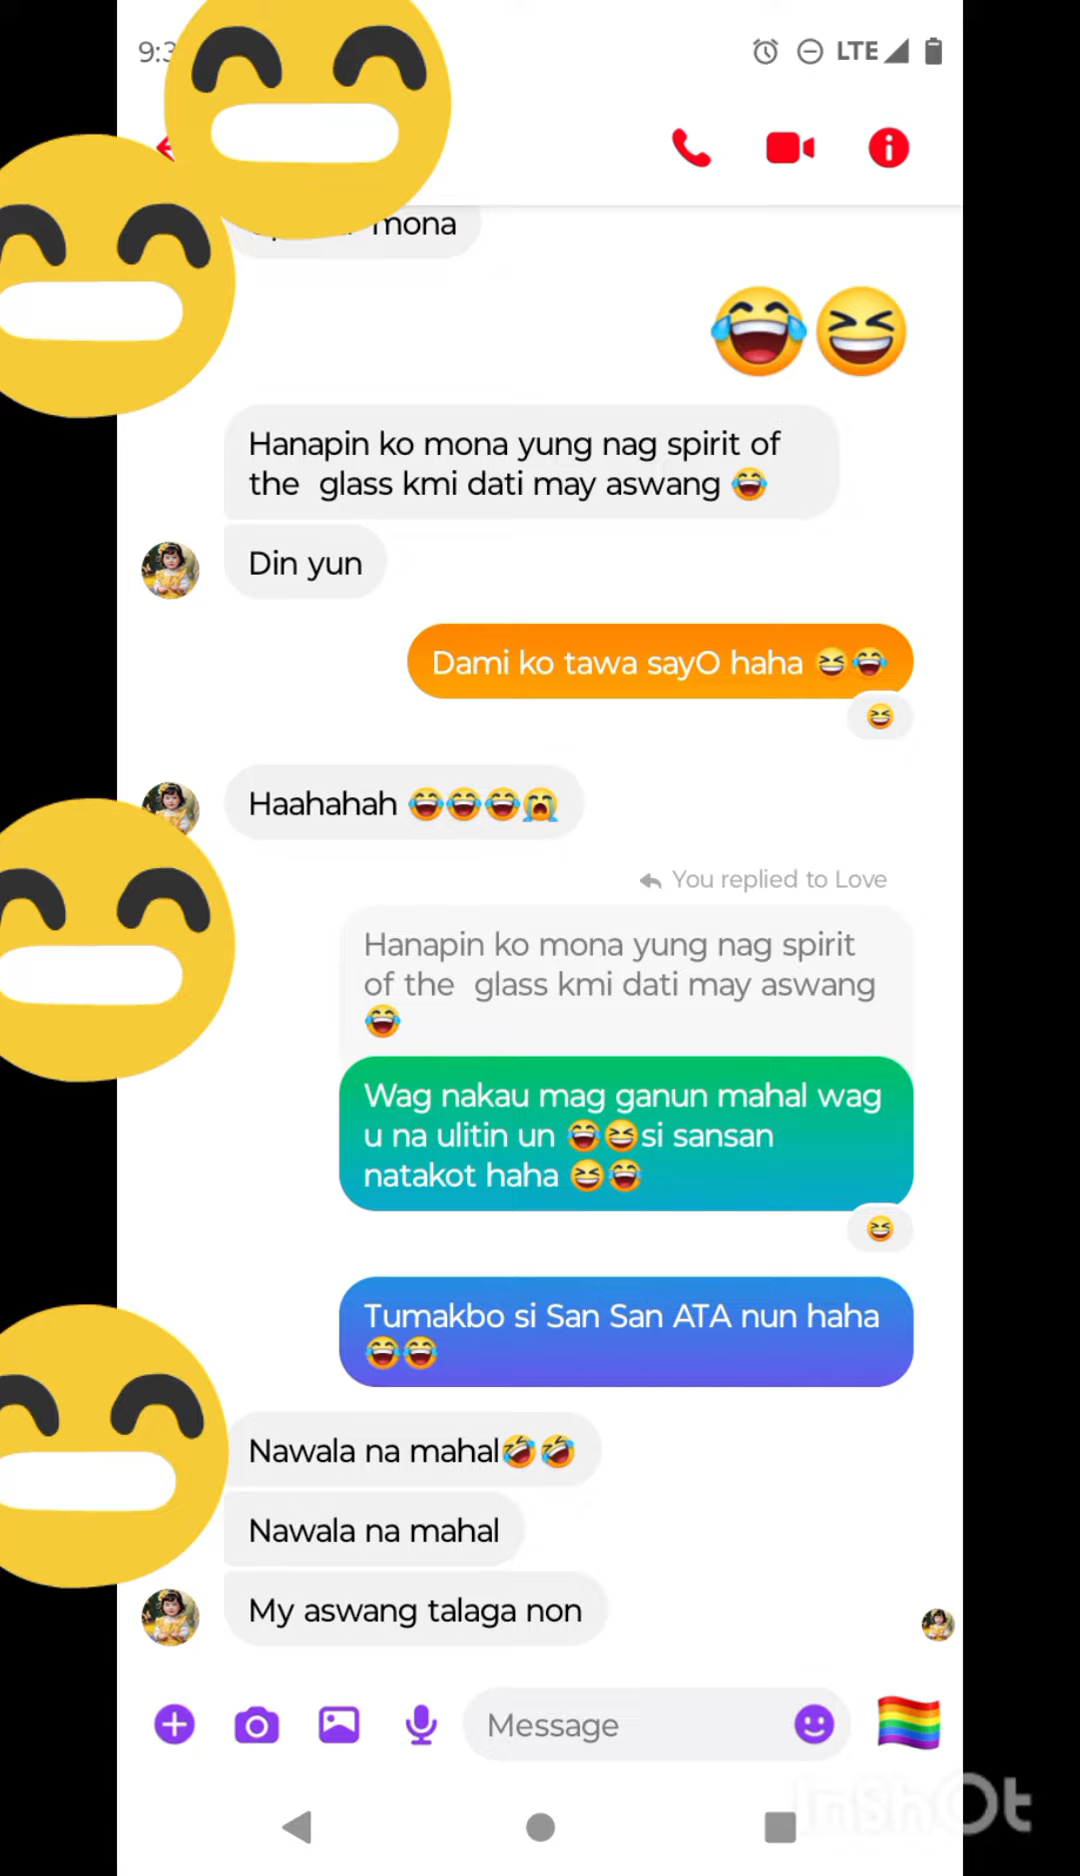 9:3
LTE
mona
Hanapin ko mona yung nag spirit of
the glass kmi dati may aswang 😂
Din yun
Dami ko tawa sayO haha 😆😂
😆
Haahahah 😂😂😂😭
You replied to Love
Hanapin ko mona yung nag spirit
of the glass kmi dati may aswang
😂
Wag nakau mag ganun mahal wag
u na ulitin un 😂😆si sansan
natakot haha 😆😂
😆
Tumakbo si San San ATA nun haha
😂😂
Nawala na mahal🤣🤣
Nawala na mahal
My aswang talaga non
Message
InShOt